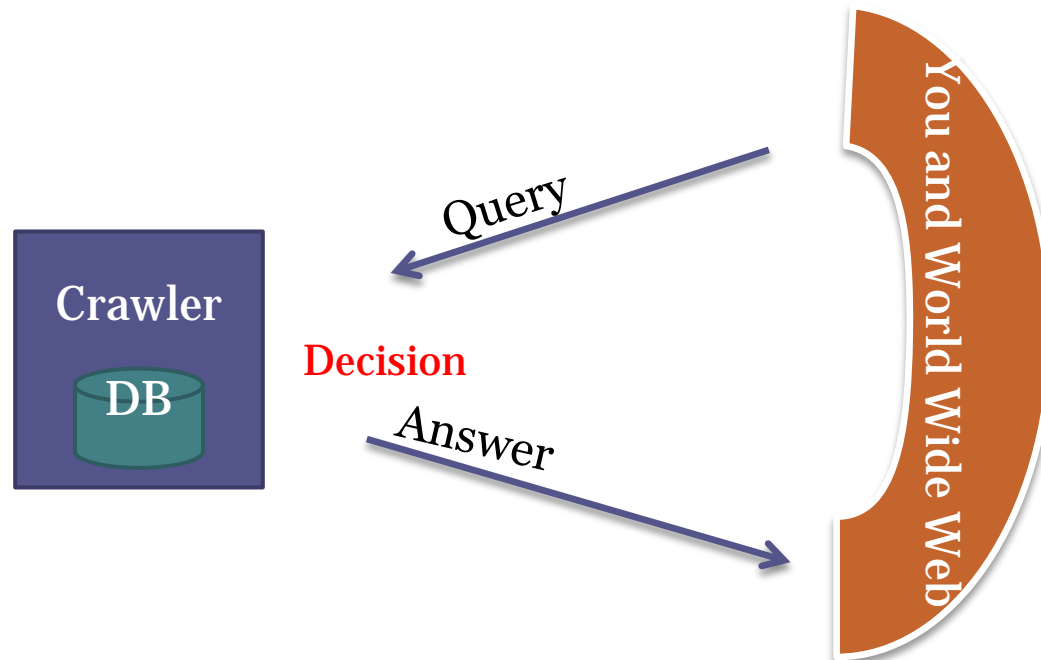 Query
Crawler
DB
Decision
Answer
You and World Wide Web